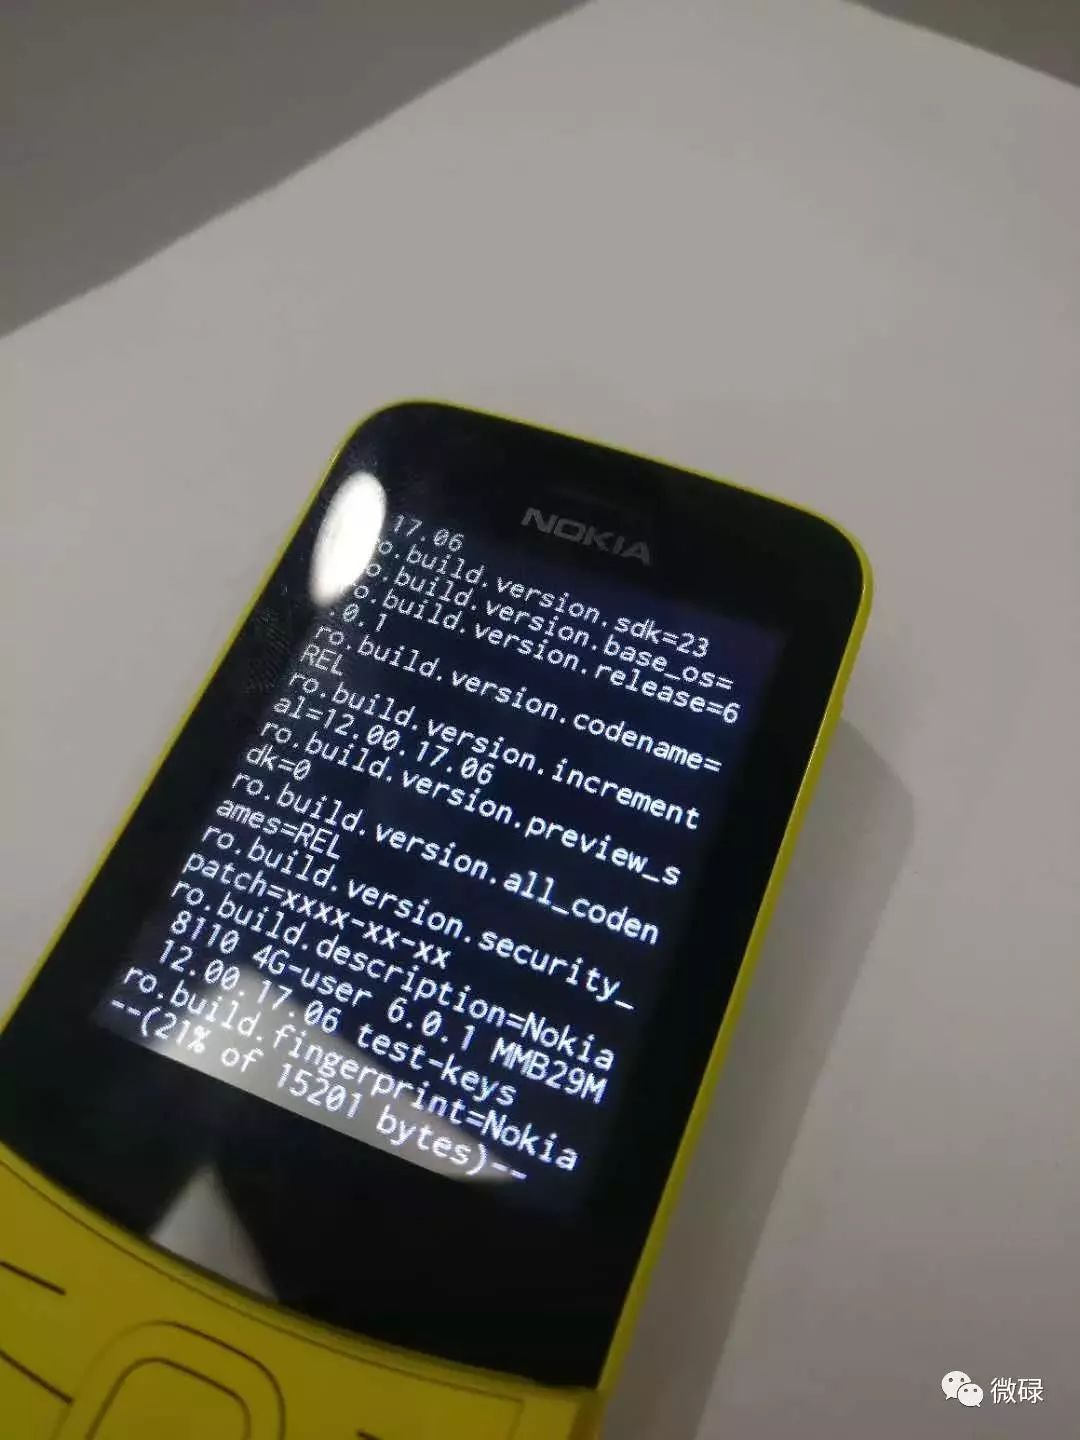 NOKIA
17.06
ro.build.version.sdk=23
ro.build.version.base_os=
ro.build.version.release=6
.0.1
ro.build.version.codename=
REL
ro.build.version.increment
al=12.00.17.06
ro.build.version.preview_s
dk=0
ro.build.version.all_coden
ames=REL
ro.build.version.security_
patch=xxxx-xx-xx
ro.build.description=Nokia
8110 4G-user 6.0.1 MMB29M
12.00.17.06 test-keys
ro.build.fingerprint=Nokia
--(21% of 15201 bytes)--
微碌